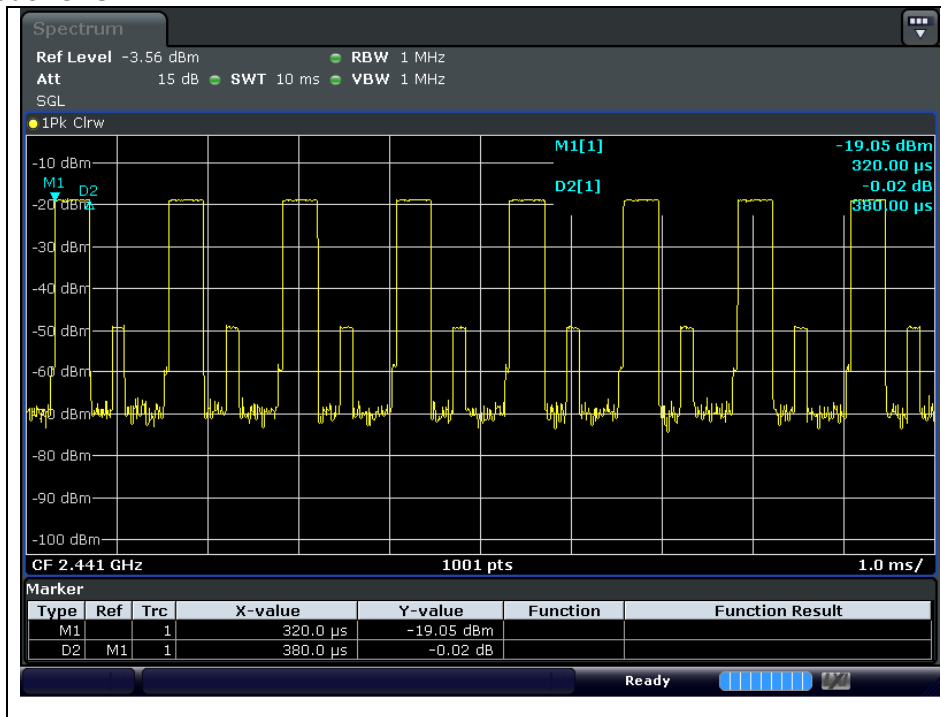 Spectrum
Ref Level -3.56 dBm RBW 1 MHz
Att 15 dB SWT 10 ms VBW 1 MHz
SGL
1Pk Clrw
M1[1] -19.05 dBm
320.00 µs
D2[1] -0.02 dB
380.00 µs
M1
D2
-10 dBm
-20 dBm
-30 dBm
-40 dBm
-50 dBm
-60 dBm
-70 dBm
-80 dBm
-90 dBm
-100 dBm
CF 2.441 GHz 1001 pts 1.0 ms/
Marker
Type Ref Trc X-value Y-value Function Function Result
M1 1 320.0 µs -19.05 dBm
D2 M1 1 380.0 µs -0.02 dB
Ready